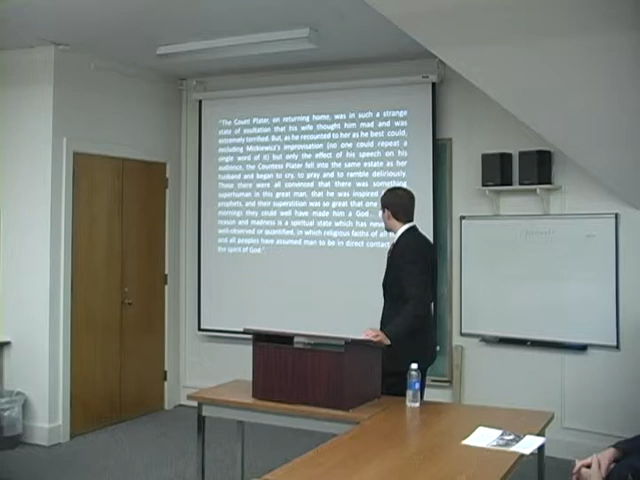 "The Count Plater, on returning home, was in such a strange
state of exultation that his wife thought him mad and was
extremely terrified. But, as he recounted to her as he best could,
including Mickiewicz's improvisation (no one could repeat a
single word of it) but only the effect of his speech on his
audience, the Countess Plater fell into the same estate as her
husband and began to cry, to pray and to ramble deliriously.
Those there were all convinced that there was something
superhuman in this great man, that he was inspired
prophets, and their superstition was so great that one
mornings they could well have made him a God...
reason and madness is a spiritual state which has
well-observed or quantified, in which religious faiths of all
and all peoples have assumed man to be in direct contact
the spirit of God".